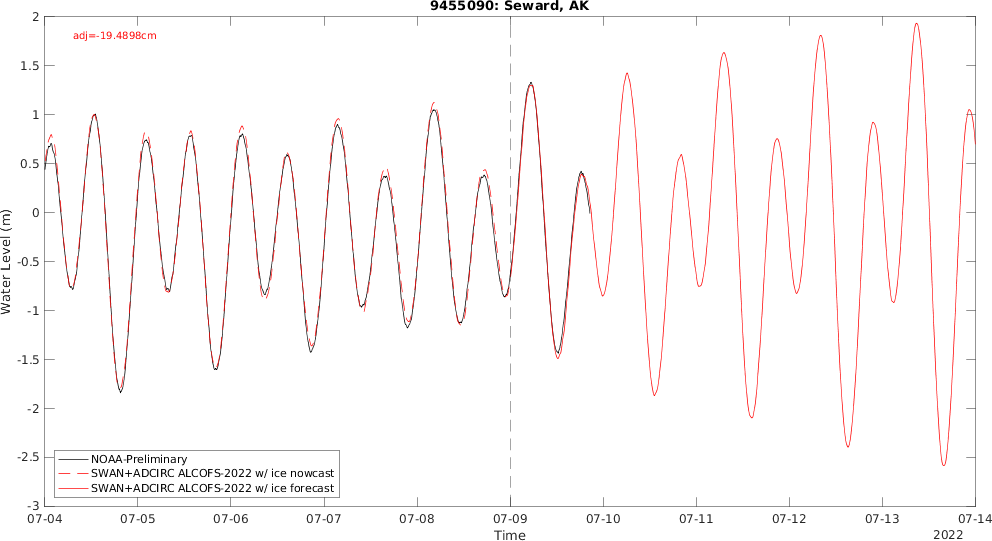 9455090: Seward, AK
adj=-19.4898cm
2
1.5
1
0.5
0
-0.5
-1
-1.5
-2
-2.5
-3
Water Level (m)
NOAA-Preliminary
SWAN+ADCIRC ALCOFS-2022 w/ ice nowcast
SWAN+ADCIRC ALCOFS-2022 w/ ice forecast
07-04 07-05 07-06 07-07 07-08 07-09 07-10 07-11 07-12 07-13 07-14
Time
2022